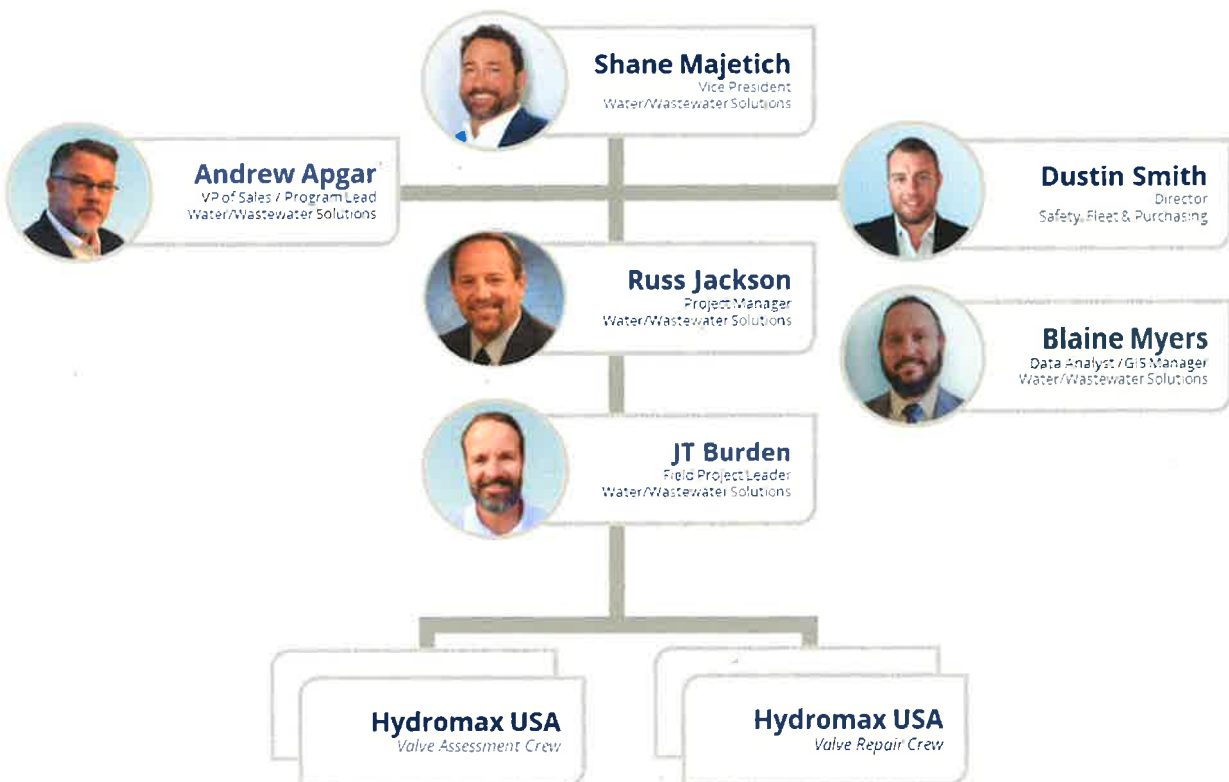 Shane Majetich
Vice President
Water/Wastewater Solutions
Andrew Apgar
VP of Sales / Program Lead
Water/Wastewater Solutions
Dustin Smith
Director
Safety, Fleet & Purchasing
Russ Jackson
Project Manager
Water/Wastewater Solutions
Blaine Myers
Data Analyst / GIS Manager
Water/Wastewater Solutions
JT Burden
Field Project Leader
Water/Wastewater Solutions
Hydromax USA
Valve Assessment Crew
Hydromax USA
Valve Repair Crew